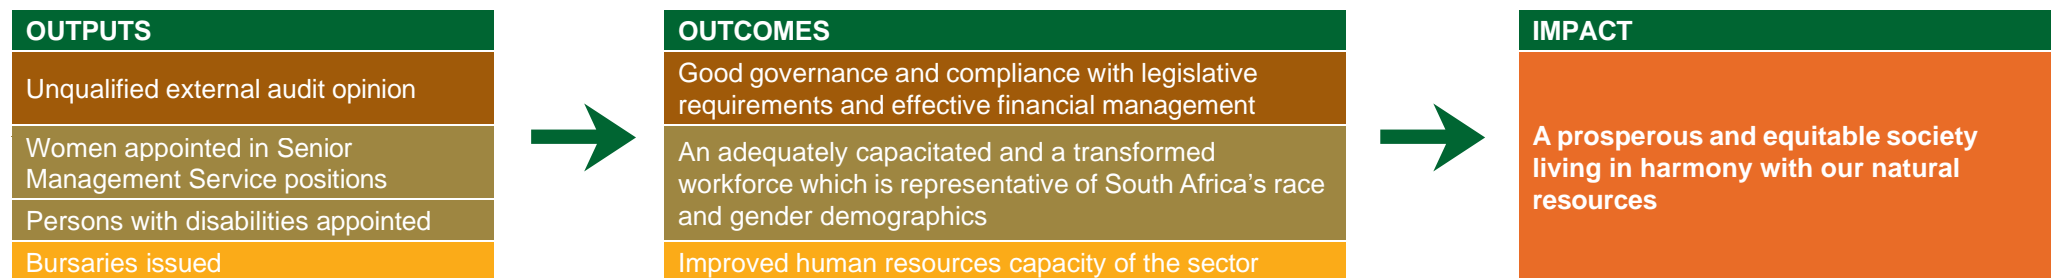 OUTPUTS
Unqualified external audit opinion
Women appointed in Senior
Management Service positions
Persons with disabilities appointed
Bursaries issued
OUTCOMES
Good governance and compliance with legislative
requirements and effective financial management
An adequately capacitated and a transformed
workforce which is representative of South Africa’s race
and gender demographics
Improved human resources capacity of the sector
IMPACT
A prosperous and equitable society
living in harmony with our natural
resources